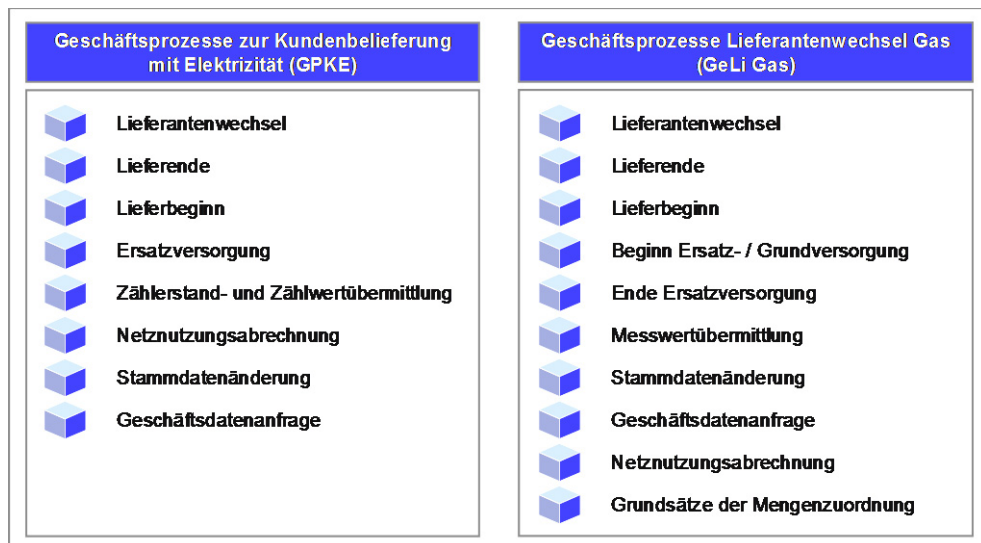 Geschäftsprozesse zur Kundenbelieferung
mit Elektrizität (GPKE)
Lieferantenwechsel
Lieferende
Lieferbeginn
Ersatzversorgung
Zählerstand- und Zählwertübermittlung
Netznutzungsabrechnung
Stammdatenänderung
Geschäftsdatenanfrage
Geschäftsprozesse Lieferantenwechsel Gas
(GeLi Gas)
Lieferantenwechsel
Lieferende
Lieferbeginn
Beginn Ersatz- / Grundversorgung
Ende Ersatzversorgung
Messwertübermittlung
Stammdatenänderung
Geschäftsdatenanfrage
Netznutzungsabrechnung
Grundsätze der Mengenzuordnung